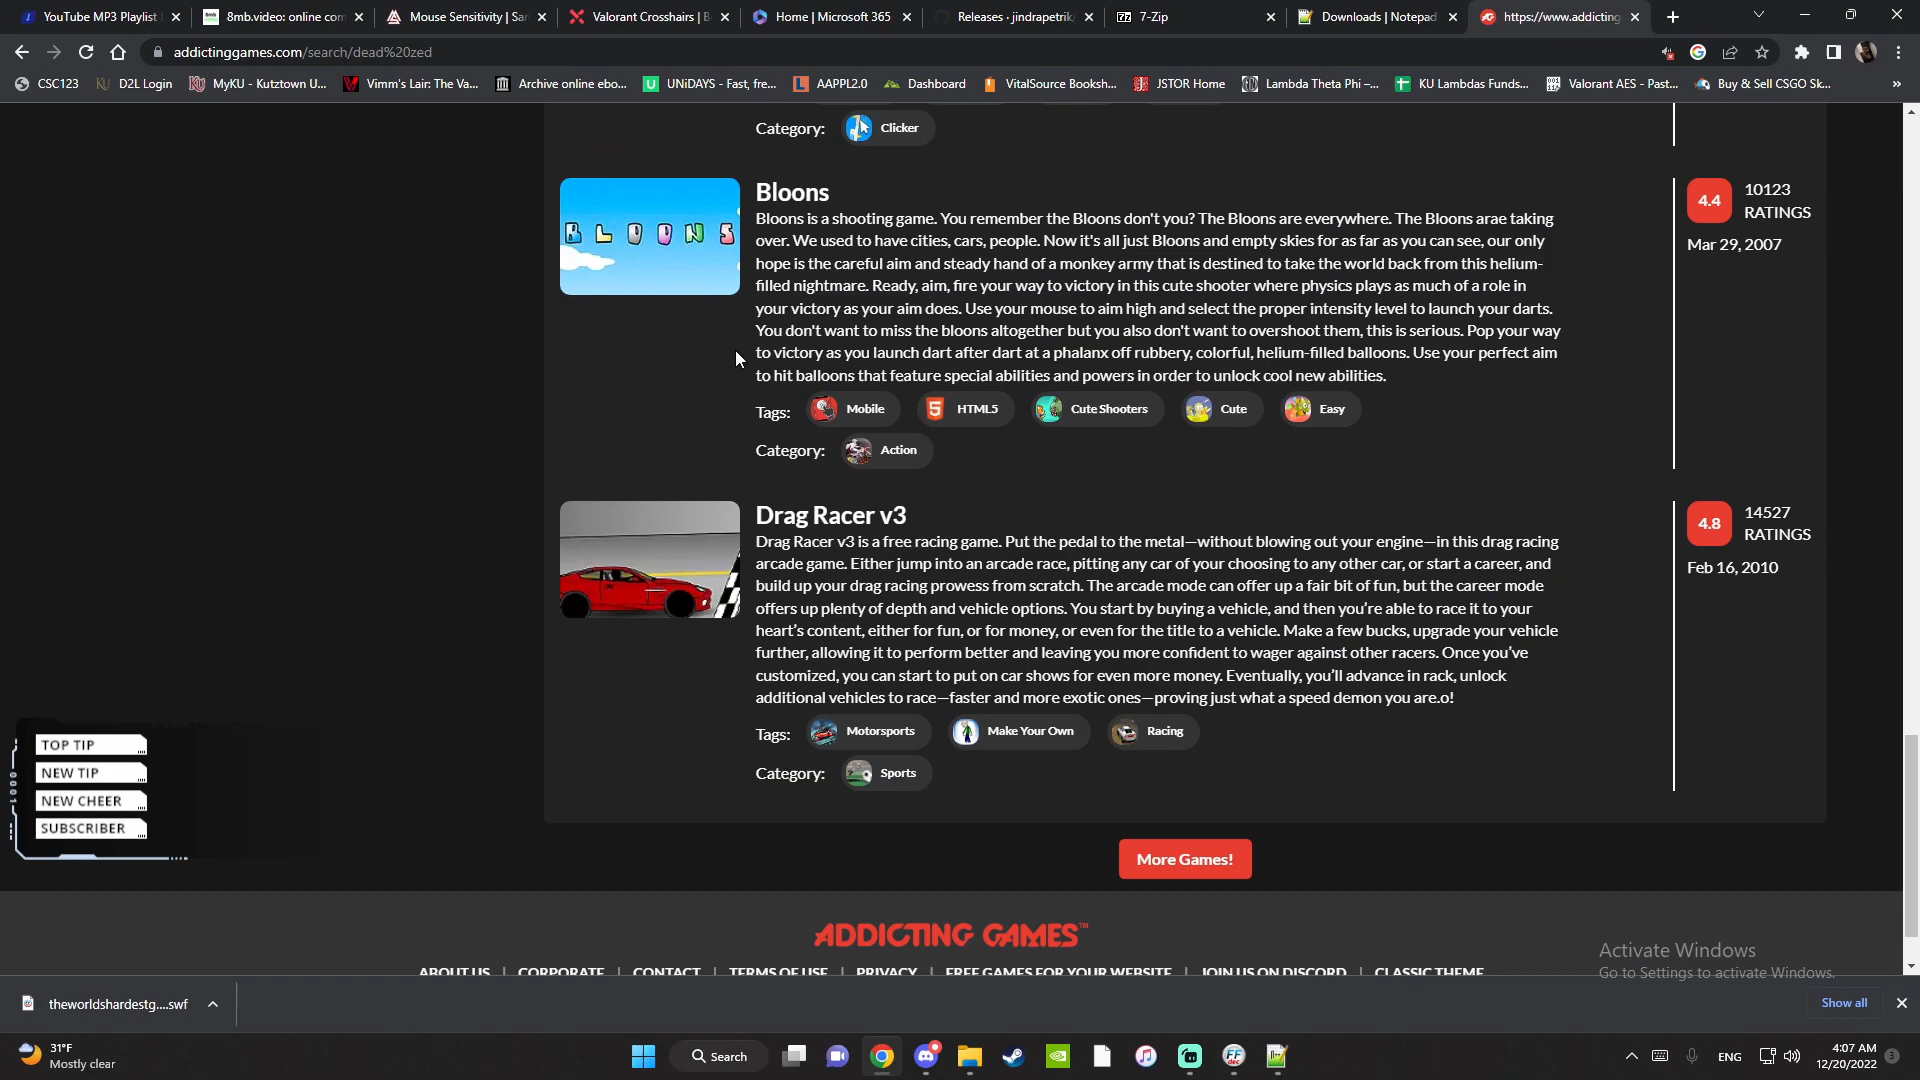 YouTube MP3 Playlist
8mb.video: online com
Mouse Sensitivity | San
Valorant Crosshairs | B
Home | Microsoft 365
Releases · jindrapetrik/
7-Zip
Downloads | Notepad
https://www.addicting
addictinggames.com/search/dead%20zed
CSC123
D2L Login
MyKU - Kutztown U...
Vimm's Lair: The Va...
Archive online ebo...
UNiDAYS - Fast, fre...
AAPPL2.0
Dashboard
VitalSource Booksh...
JSTOR Home
Lambda Theta Phi –...
KU Lambdas Funds...
Valorant AES - Past...
Buy & Sell CSGO Sk...
Category: Clicker
BLOONS
Bloons
Bloons is a shooting game. You remember the Bloons don't you? The Bloons are everywhere. The Bloons arae taking
over. We used to have cities, cars, people. Now it's all just Bloons and empty skies for as far as you can see, our only
hope is the careful aim and steady hand of a monkey army that is destined to take the world back from this helium-
filled nightmare. Ready, aim, fire your way to victory in this cute shooter where physics plays as much of a role in
your victory as your aim does. Use your mouse to aim high and select the proper intensity level to launch your darts.
You don't want to miss the bloons altogether but you also don't want to overshoot them, this is serious. Pop your way
to victory as you launch dart after dart at a phalanx off rubbery, colorful, helium-filled balloons. Use your perfect aim
to hit balloons that feature special abilities and powers in order to unlock cool new abilities.
Tags: Mobile HTML5 Cute Shooters Cute Easy
Category: Action
4.4
10123
RATINGS
Mar 29, 2007
Drag Racer v3
Drag Racer v3 is a free racing game. Put the pedal to the metal—without blowing out your engine—in this drag racing
arcade game. Either jump into an arcade race, pitting any car of your choosing to any other car, or start a career, and
build up your drag racing prowess from scratch. The arcade mode can offer up a fair bit of fun, but the career mode
offers up plenty of depth and vehicle options. You start by buying a vehicle, and then you’re able to race it to your
heart’s content, either for fun, or for money, or even for the title to a vehicle. Make a few bucks, upgrade your vehicle
further, allowing it to perform better and leaving you more confident to wager against other racers. Once you’ve
customized, you can start to put on car shows for even more money. Eventually, you’ll advance in rack, unlock
additional vehicles to race—faster and more exotic ones—proving just what a speed demon you are.o!
Tags: Motorsports Make Your Own Racing
Category: Sports
4.8
14527
RATINGS
Feb 16, 2010
TOP TIP
NEW TIP
NEW CHEER
SUBSCRIBER
More Games!
ADDICTING GAMES™
ABOUT US | CORPORATE | CONTACT | TERMS OF USE | PRIVACY | FREE GAMES FOR YOUR WEBSITE | JOIN US ON DISCORD | CLASSIC THEME
Activate Windows
Go to Settings to activate Windows.
theworldshardestg....swf
Show all
31°F
Mostly clear
Search
ENG
4:07 AM
12/20/2022
3